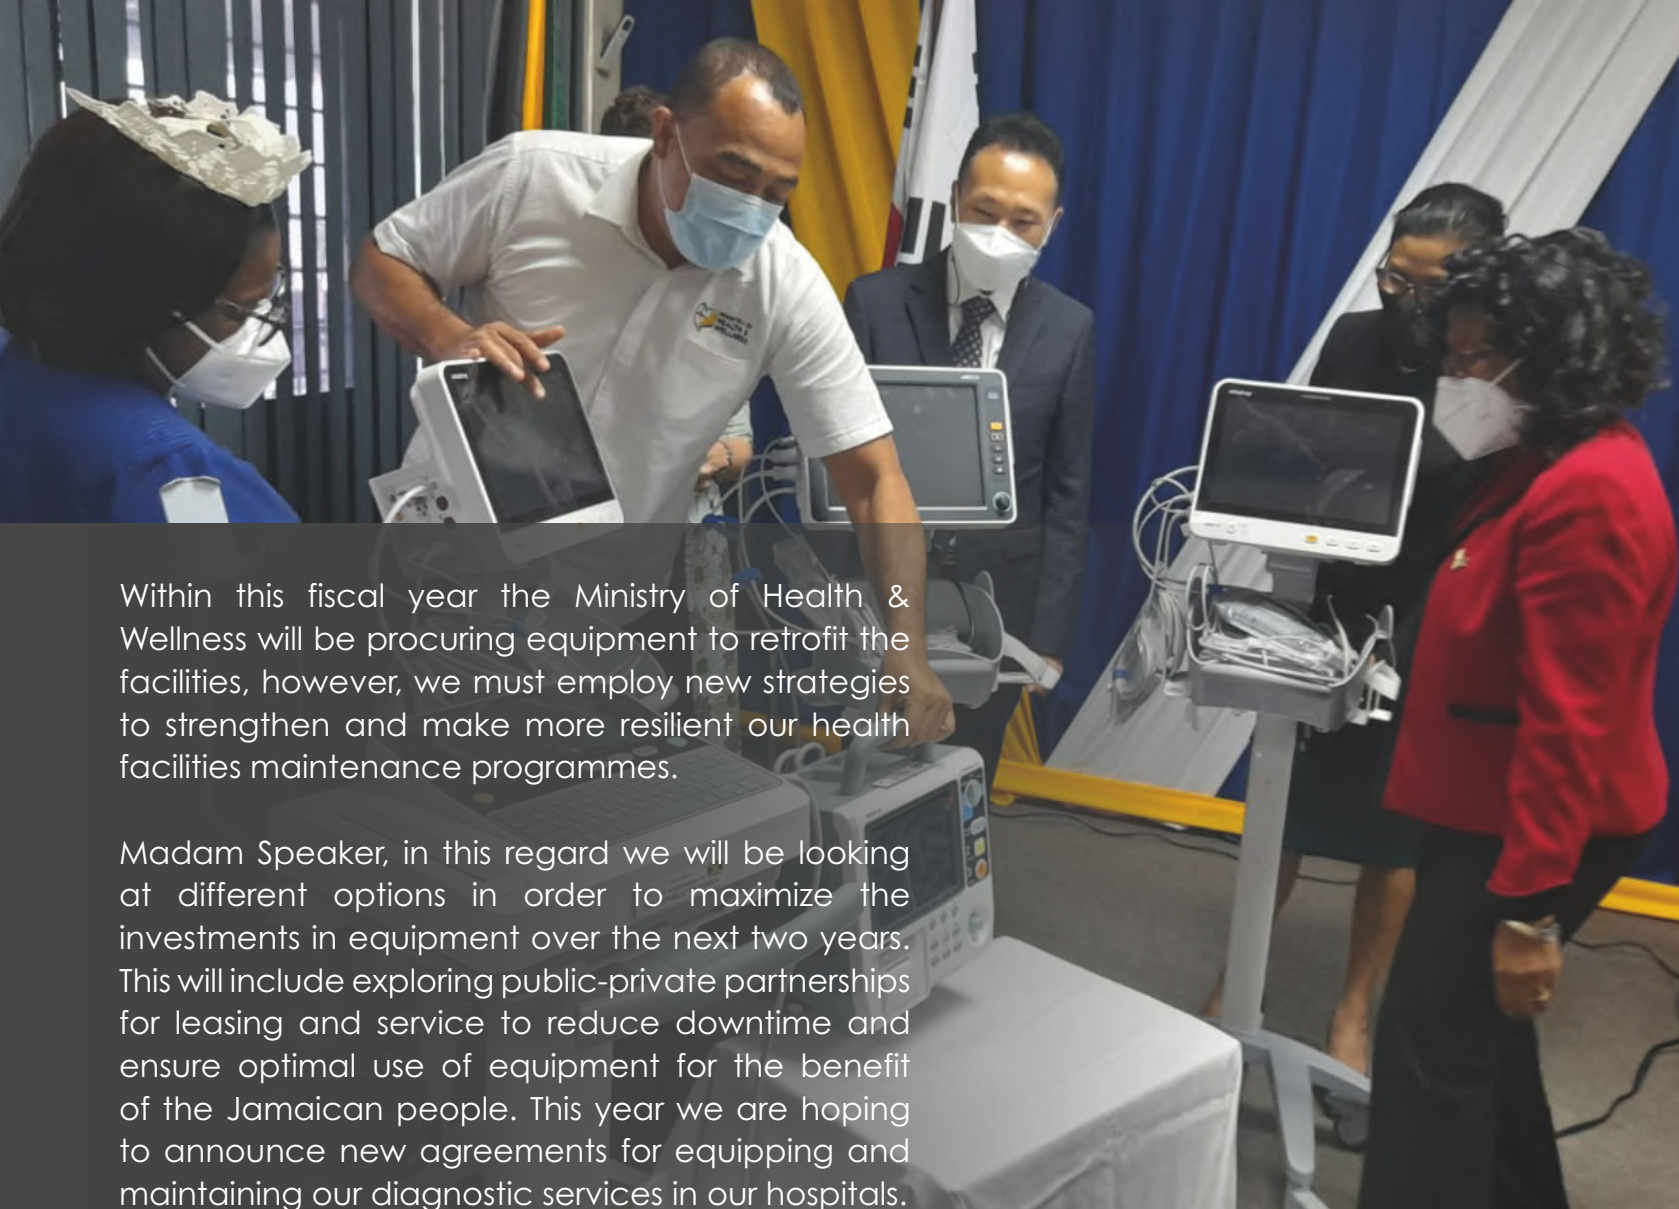 MINISTRY OF
HEALTH &
WELLNESS
Within this fiscal year the Ministry of Health &
Wellness will be procuring equipment to retrofit the
facilities, however, we must employ new strategies
to strengthen and make more resilient our health
facilities maintenance programmes.
Madam Speaker, in this regard we will be looking
at different options in order to maximize the
investments in equipment over the next two years.
This will include exploring public-private partnerships
for leasing and service to reduce downtime and
ensure optimal use of equipment for the benefit
of the Jamaican people. This year we are hoping
to announce new agreements for equipping and
maintaining our diagnostic services in our hospitals.